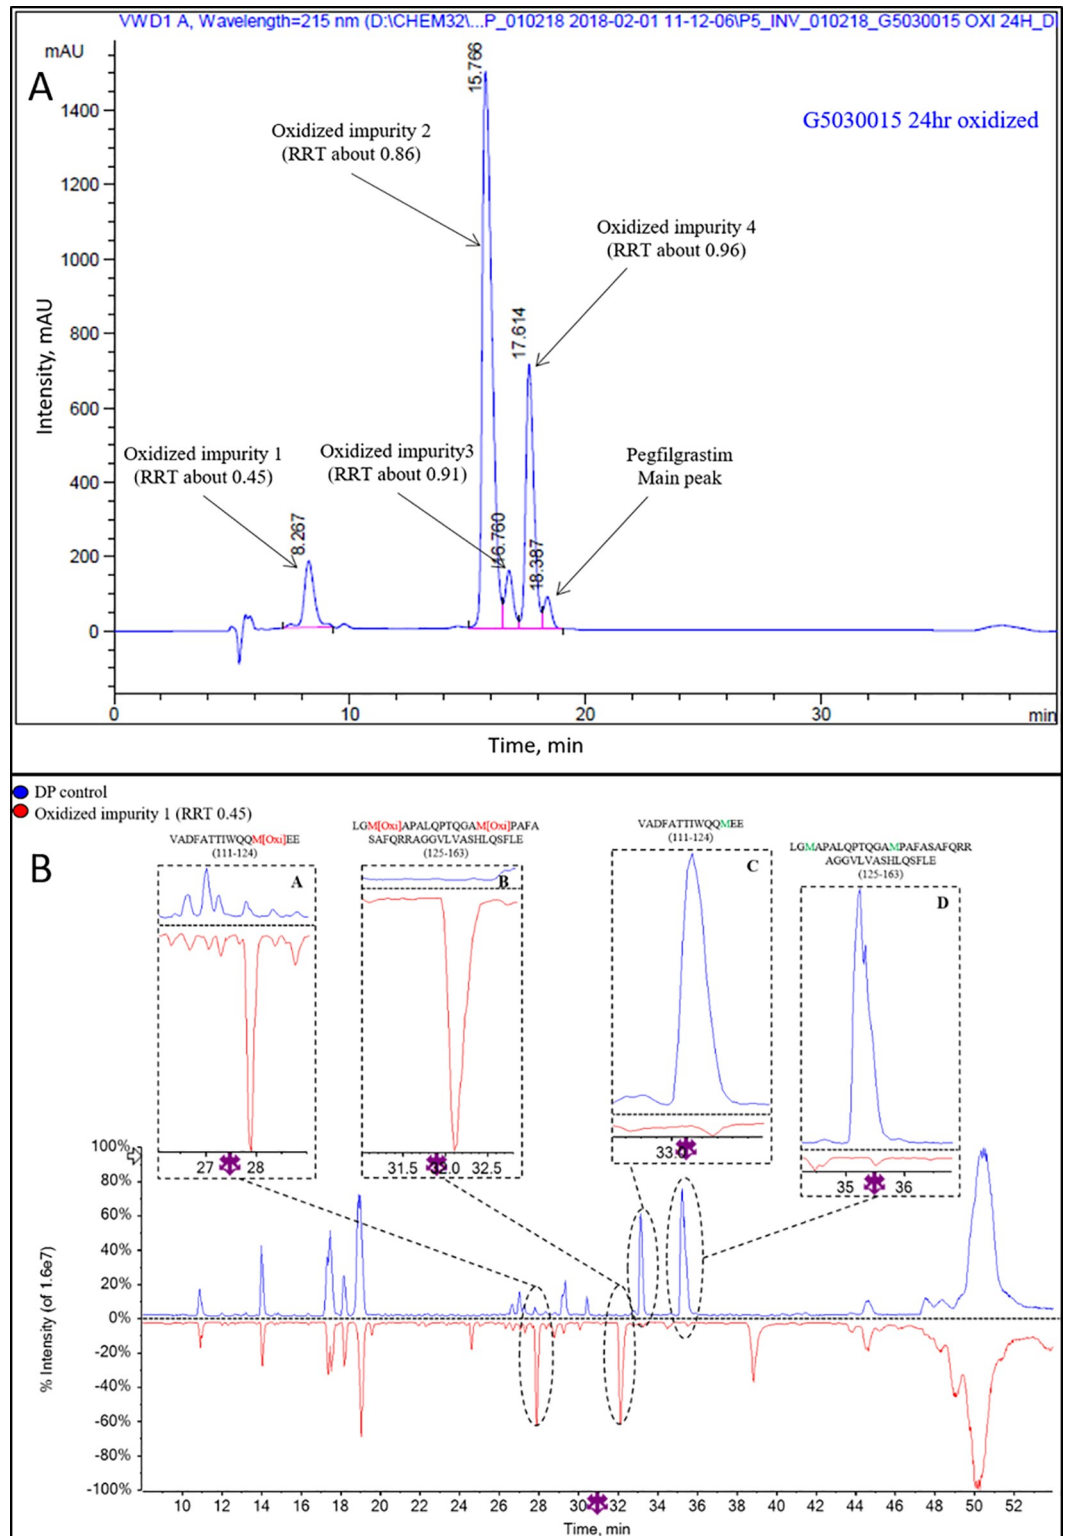 VWD1 A, Wavelength=215 nm (D:\CHEM32\...P_010218 2018-02-01 11-12-06\P5_INV_010218_G5030015 OXI 24H_D
mAU
A
G5030015 24hr oxidized
15.766
Oxidized impurity 2
(RRT about 0.86)
Oxidized impurity 4
(RRT about 0.96)
17.614
Oxidized impurity 1
(RRT about 0.45)
Oxidized impurity3
(RRT about 0.91)
Pegfilgrastim
Main peak
8.267
16.760
18.387
Intensity, mAU
1400
1200
1000
800
600
400
200
0
0 10 20 30 min
Time, min
DP control
Oxidized impurity 1 (RRT 0.45)
B
VADFATTIWQQM[Oxi]EE
(111-124)
LGM[Oxi]APALQPTQGAM[Oxi]PAFA
SAFQRRAGGVLVASHLQSFLE
(125-163)
VADFATTIWQQMEE
(111-124)
LGMAPALQPTQGAMPAFASAFQRR
AGGVLVASHLQSFLE
(125-163)
A
B
C
D
27 28
31.5 32.0 32.5
33.
35 36
% Intensity (of 1.6e7)
100%
80%
60%
40%
20%
0%
-20%
-40%
-60%
-80%
-100%
10 12 14 16 18 20 22 24 26 28 30 32 34 36 38 40 42 44 46 48 50 52
Time, min